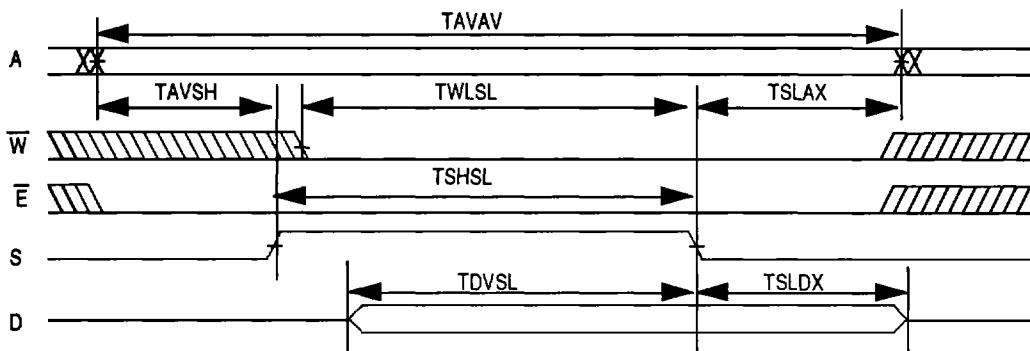 TAVAV
A
TAVSH TWLSL TSLAX
W̅
TSHSL
E̅
S
TDVSL TSLDX
D